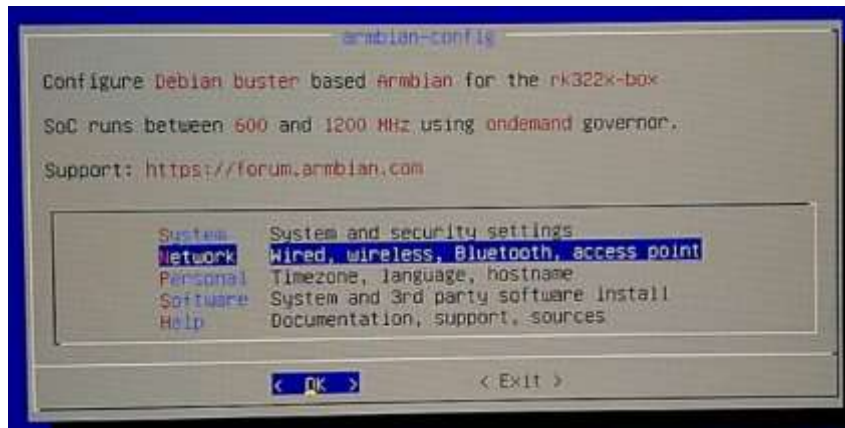 armbian-config
Configure Debian buster based Armbian for the rk322x-box
SoC runs between 600 and 1200 MHz using ondemand governor.
Support: https://forum.armbian.com
System System and security settings
Network Wired, wireless, Bluetooth, access point
Personal Timezone, language, hostname
Software System and 3rd party software install
Help Documentation, support, sources
< OK > < Exit >